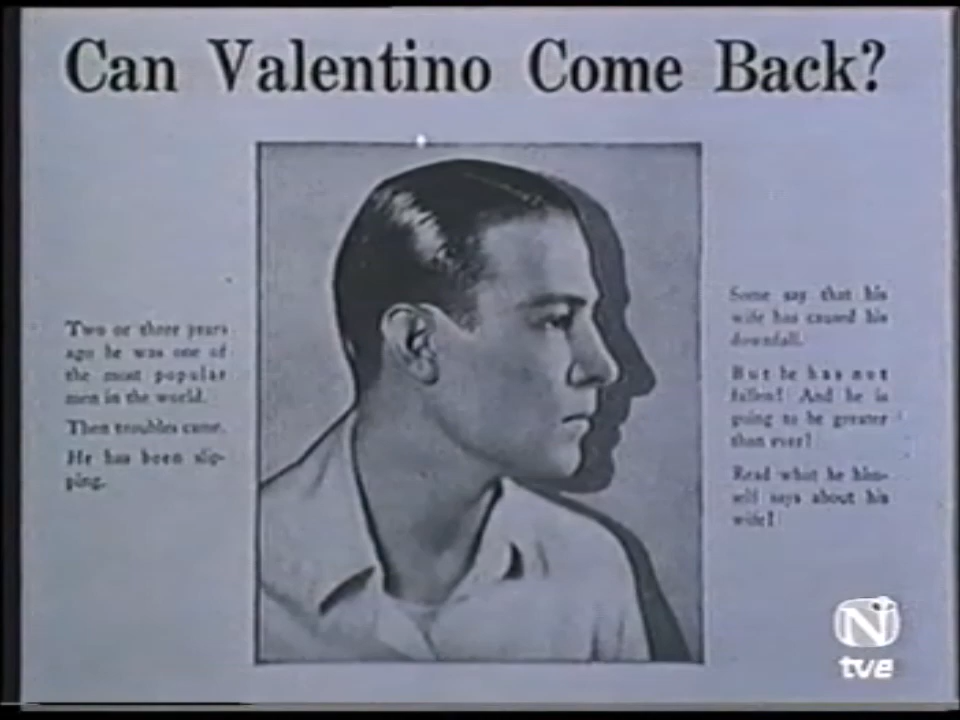 Can Valentino Come Back?
Two or three years
ago he was one of
the most popular
men in the world.
Then troubles came.
He has been slip-
ping.
Some say that his
wife has caused his
downfall.
But he has not
fallen! And he is
going to be greater
than ever!
Read what he him-
self says about his
wife!
N
tve